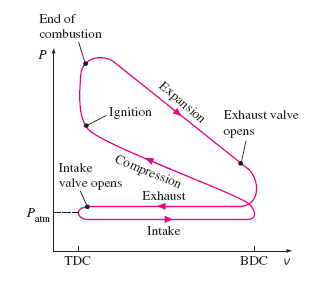 End of
combustion
P
Expansion
Ignition
Exhaust valve
opens
Compression
Intake
valve opens
Exhaust
Patm
Intake
TDC
BDC
v